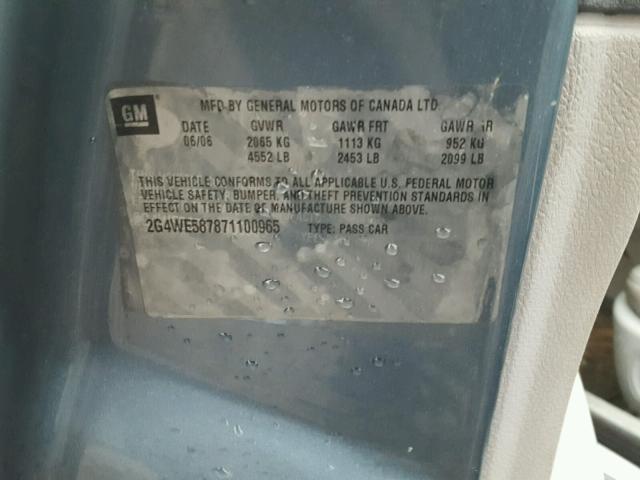 GM ® MFD BY GENERAL MOTORS OF CANADA LTD
DATE GVWR GAWR FRT GAWR RR
06/06 2065 KG 1113 KG 952 KG
4552 LB 2453 LB 2099 LB
THIS VEHICLE CONFORMS TO ALL APPLICABLE U.S. FEDERAL MOTOR
VEHICLE SAFETY, BUMPER, AND THEFT PREVENTION STANDARDS IN
EFFECT ON THE DATE OF MANUFACTURE SHOWN ABOVE.
2G4WE587871100965 TYPE: PASS CAR